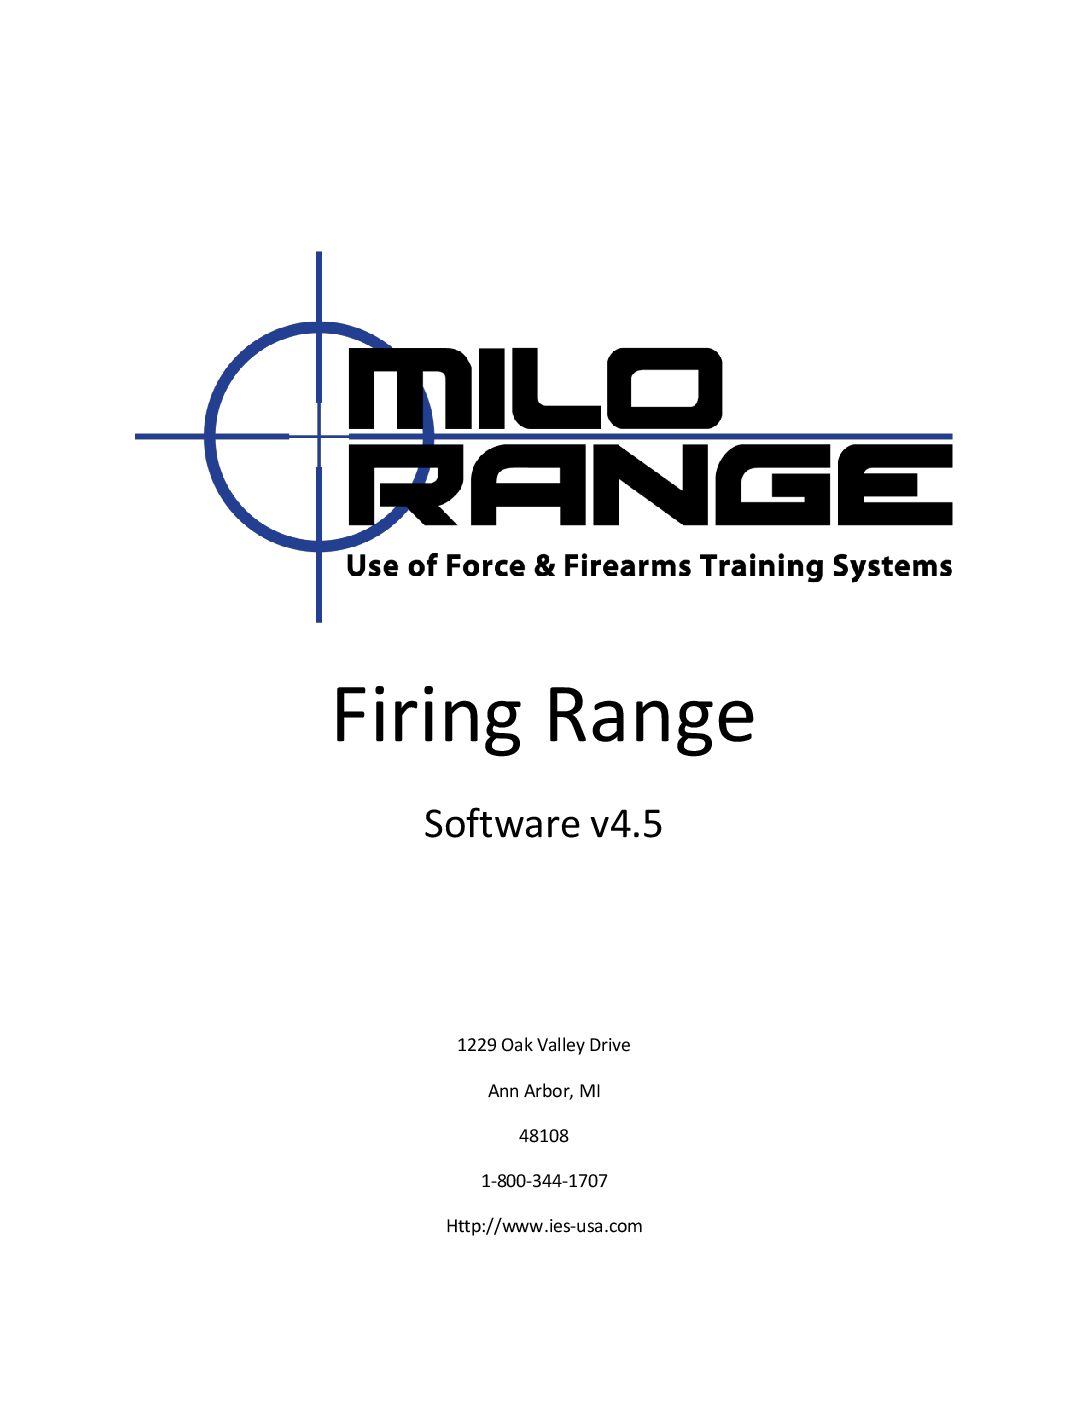 MILO
RANGE
Use of Force & Firearms Training Systems
Firing Range
Software v4.5
1229 Oak Valley Drive
Ann Arbor, MI
48108
1-800-344-1707
Http://www.ies-usa.com